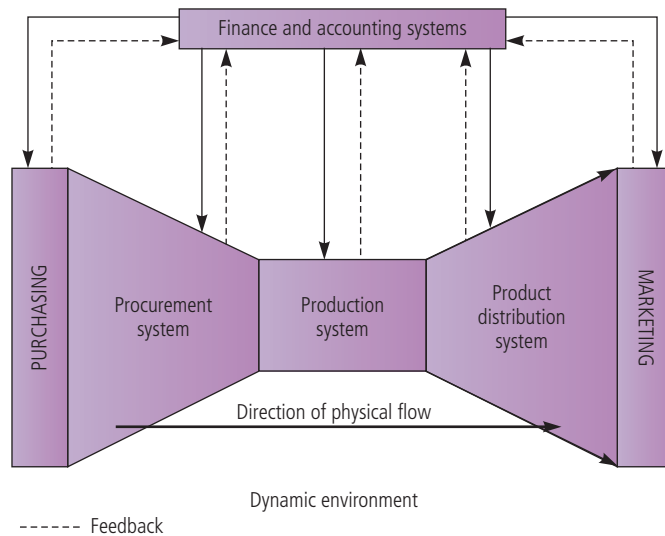 Finance and accounting systems
PURCHASING
Procurement
system
Production
system
Product
distribution
system
MARKETING
Direction of physical flow
Dynamic environment
Feedback